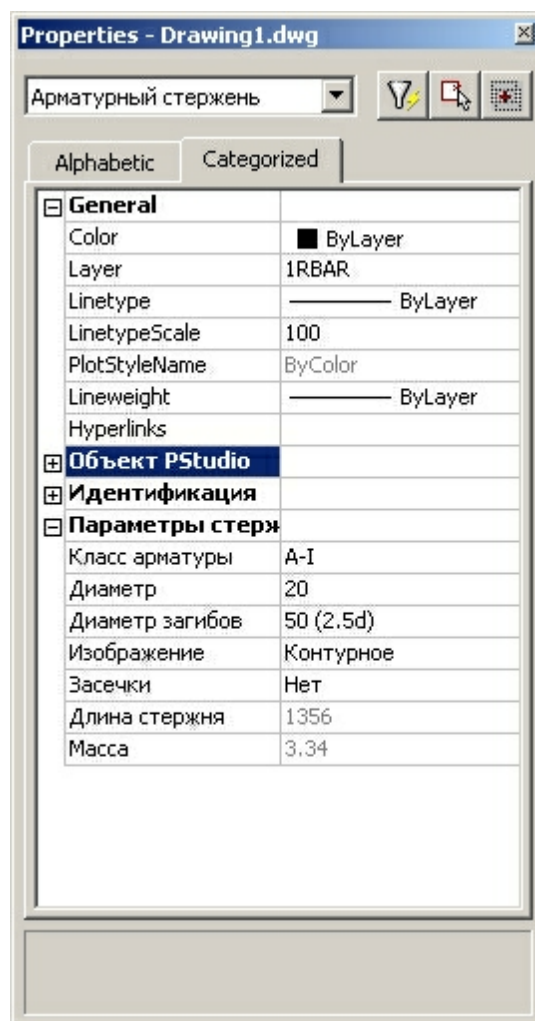 Properties - Drawing1.dwg
Арматурный стержень
Alphabetic Categorized
General
Color ByLayer
Layer 1RBAR
Linetype ByLayer
LinetypeScale 100
PlotStyleName ByColor
Lineweight ByLayer
Hyperlinks
Объект PStudio
Идентификация
Параметры стерж
Класс арматуры A-I
Диаметр 20
Диаметр загибов 50 (2.5d)
Изображение Контурное
Засечки Нет
Длина стержня 1356
Масса 3.34